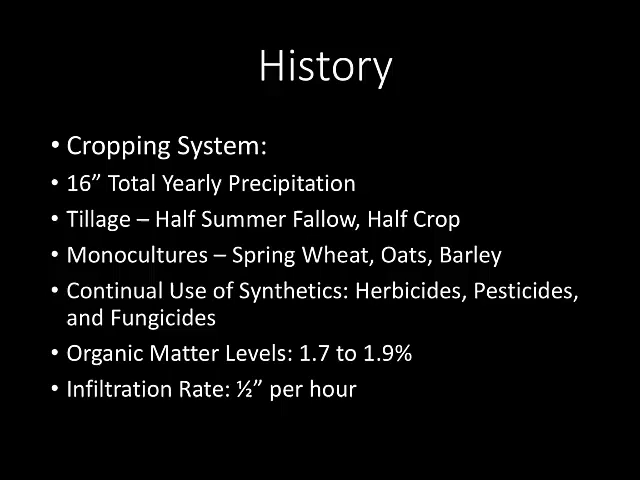 History
• Cropping System:
• 16” Total Yearly Precipitation
• Tillage – Half Summer Fallow, Half Crop
• Monocultures – Spring Wheat, Oats, Barley
• Continual Use of Synthetics: Herbicides, Pesticides,
and Fungicides
• Organic Matter Levels: 1.7 to 1.9%
• Infiltration Rate: ½” per hour